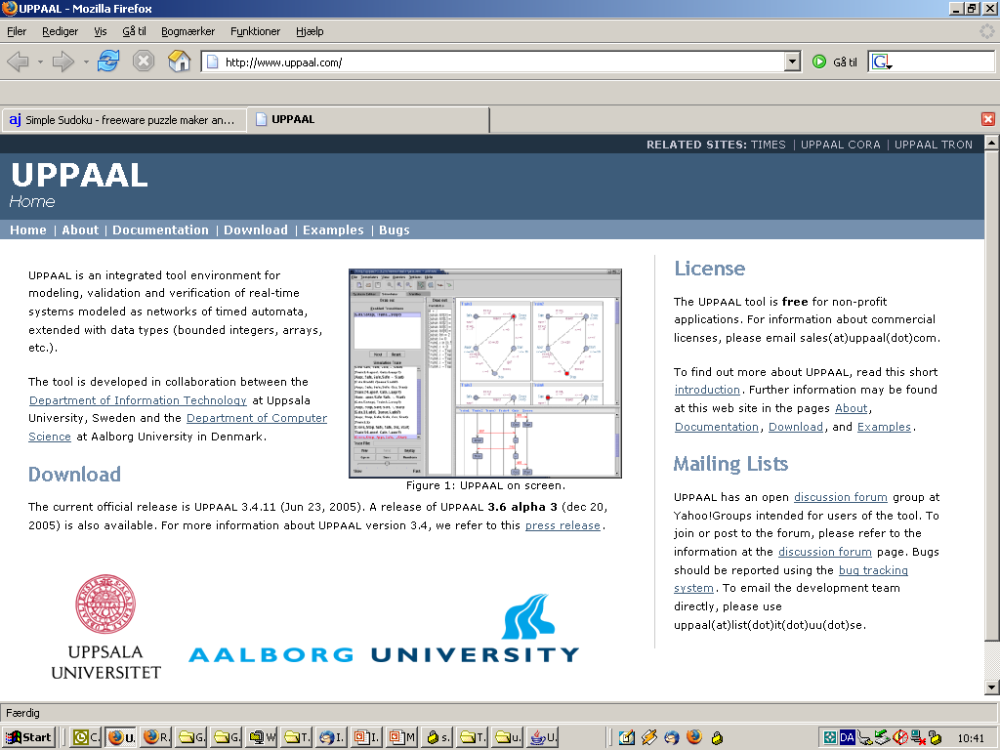 UPPAAL - Mozilla Firefox
Filer Rediger Vis Gå til Bogmærker Funktioner Hjælp
http://www.uppaal.com/ Gå til
aj Simple Sudoku - freeware puzzle maker an... UPPAAL
RELATED SITES: TIMES | UPPAAL CORA | UPPAAL TRON
UPPAAL
Home
Home | About | Documentation | Download | Examples | Bugs
UPPAAL is an integrated tool environment for
modeling, validation and verification of real-time
systems modeled as networks of timed automata,
extended with data types (bounded integers, arrays,
etc.).
The tool is developed in collaboration between the
Department of Information Technology at Uppsala
University, Sweden and the Department of Computer
Science at Aalborg University in Denmark.
Figure 1: UPPAAL on screen.
Download
The current official release is UPPAAL 3.4.11 (Jun 23, 2005). A release of UPPAAL 3.6 alpha 3 (dec 20,
2005) is also available. For more information about UPPAAL version 3.4, we refer to this press release.
UPPSALA
UNIVERSITET
AALBORG UNIVERSITY
License
The UPPAAL tool is free for non-profit
applications. For information about commercial
licenses, please email sales(at)uppaal(dot)com.
To find out more about UPPAAL, read this short
introduction. Further information may be found
at this web site in the pages About,
Documentation, Download, and Examples.
Mailing Lists
UPPAAL has an open discussion forum group at
Yahoo!Groups intended for users of the tool. To
join or post to the forum, please refer to the
information at the discussion forum page. Bugs
should be reported using the bug tracking
system. To email the development team
directly, please use
uppaal(at)list(dot)it(dot)uu(dot)se.
Færdig
Start C. U. R. G. G. W T. I. I. M s. T. u. U. DA 10:41